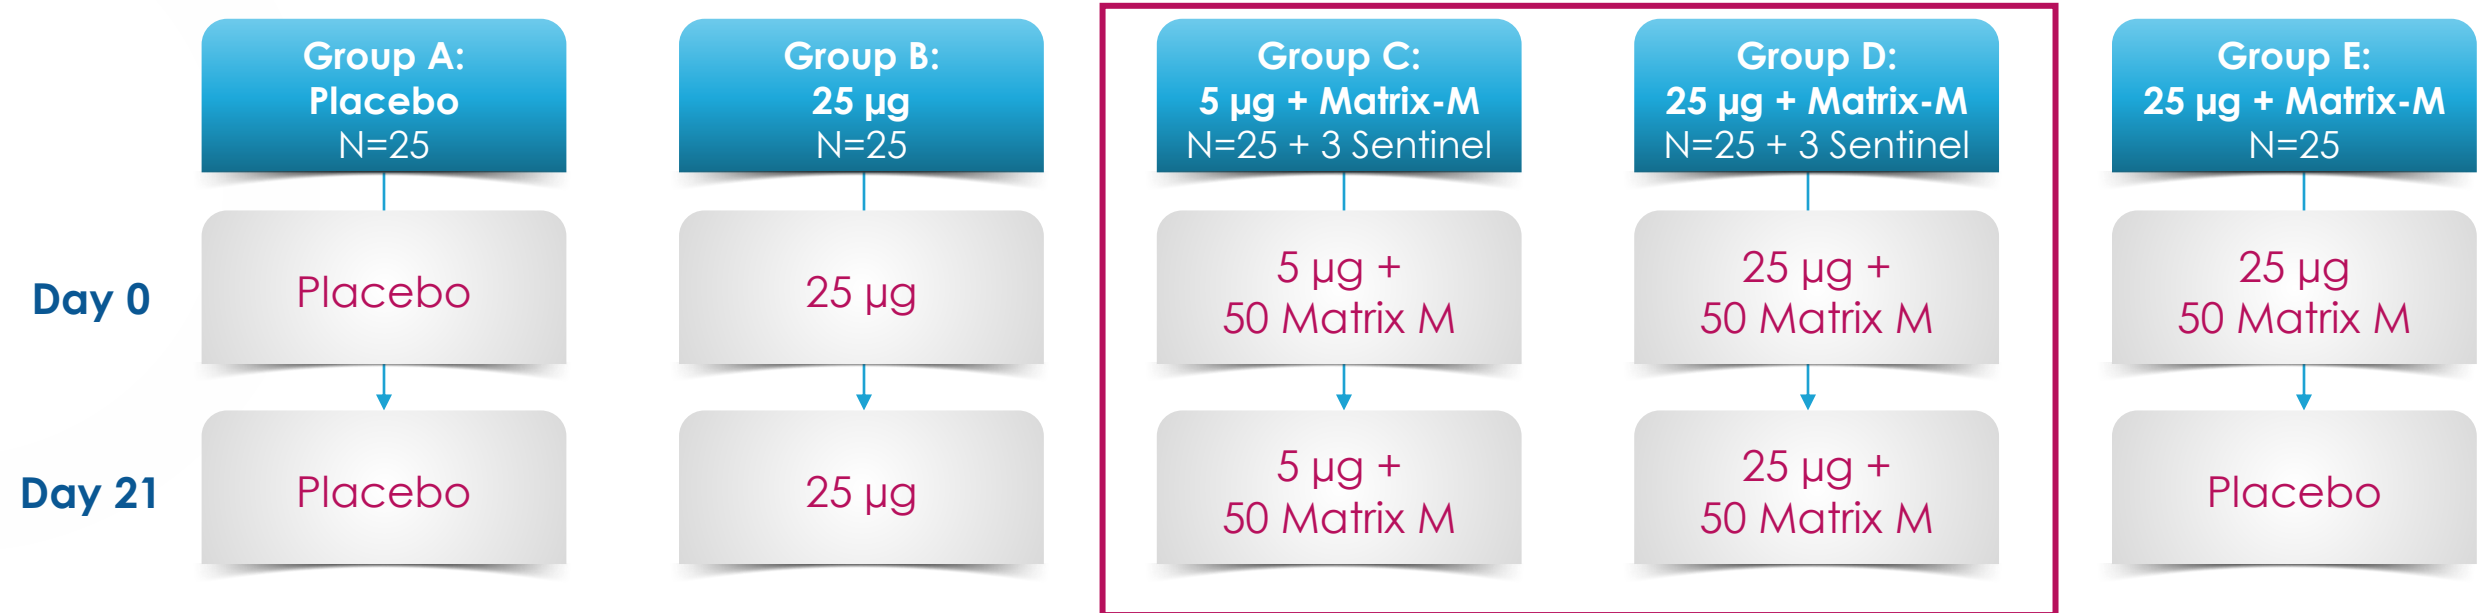 Group A:
Placebo
N=25
Group B:
25 µg
N=25
Group C:
5 µg + Matrix-M
N=25 + 3 Sentinel
Group D:
25 µg + Matrix-M
N=25 + 3 Sentinel
Group E:
25 µg + Matrix-M
N=25
Day 0
Placebo
25 µg
5 µg +
50 Matrix M
25 µg +
50 Matrix M
25 µg
50 Matrix M
Day 21
Placebo
25 µg
5 µg +
50 Matrix M
25 µg +
50 Matrix M
Placebo